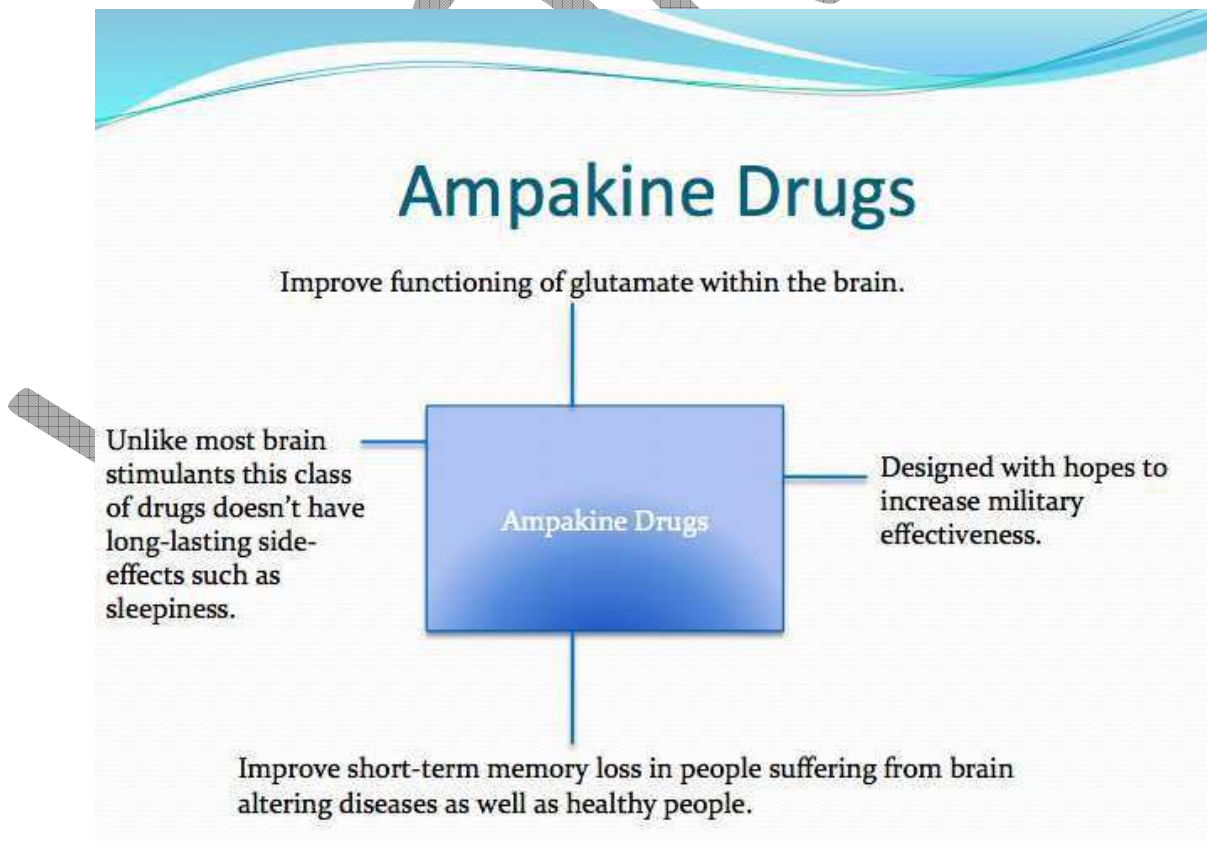 Ampakine Drugs
Improve functioning of glutamate within the brain.
Unlike most brain
stimulants this class
of drugs doesn't have
long-lasting side-
effects such as
sleepiness.
Ampakine Drugs
Designed with hopes to
increase military
effectiveness.
Improve short-term memory loss in people suffering from brain
altering diseases as well as healthy people.